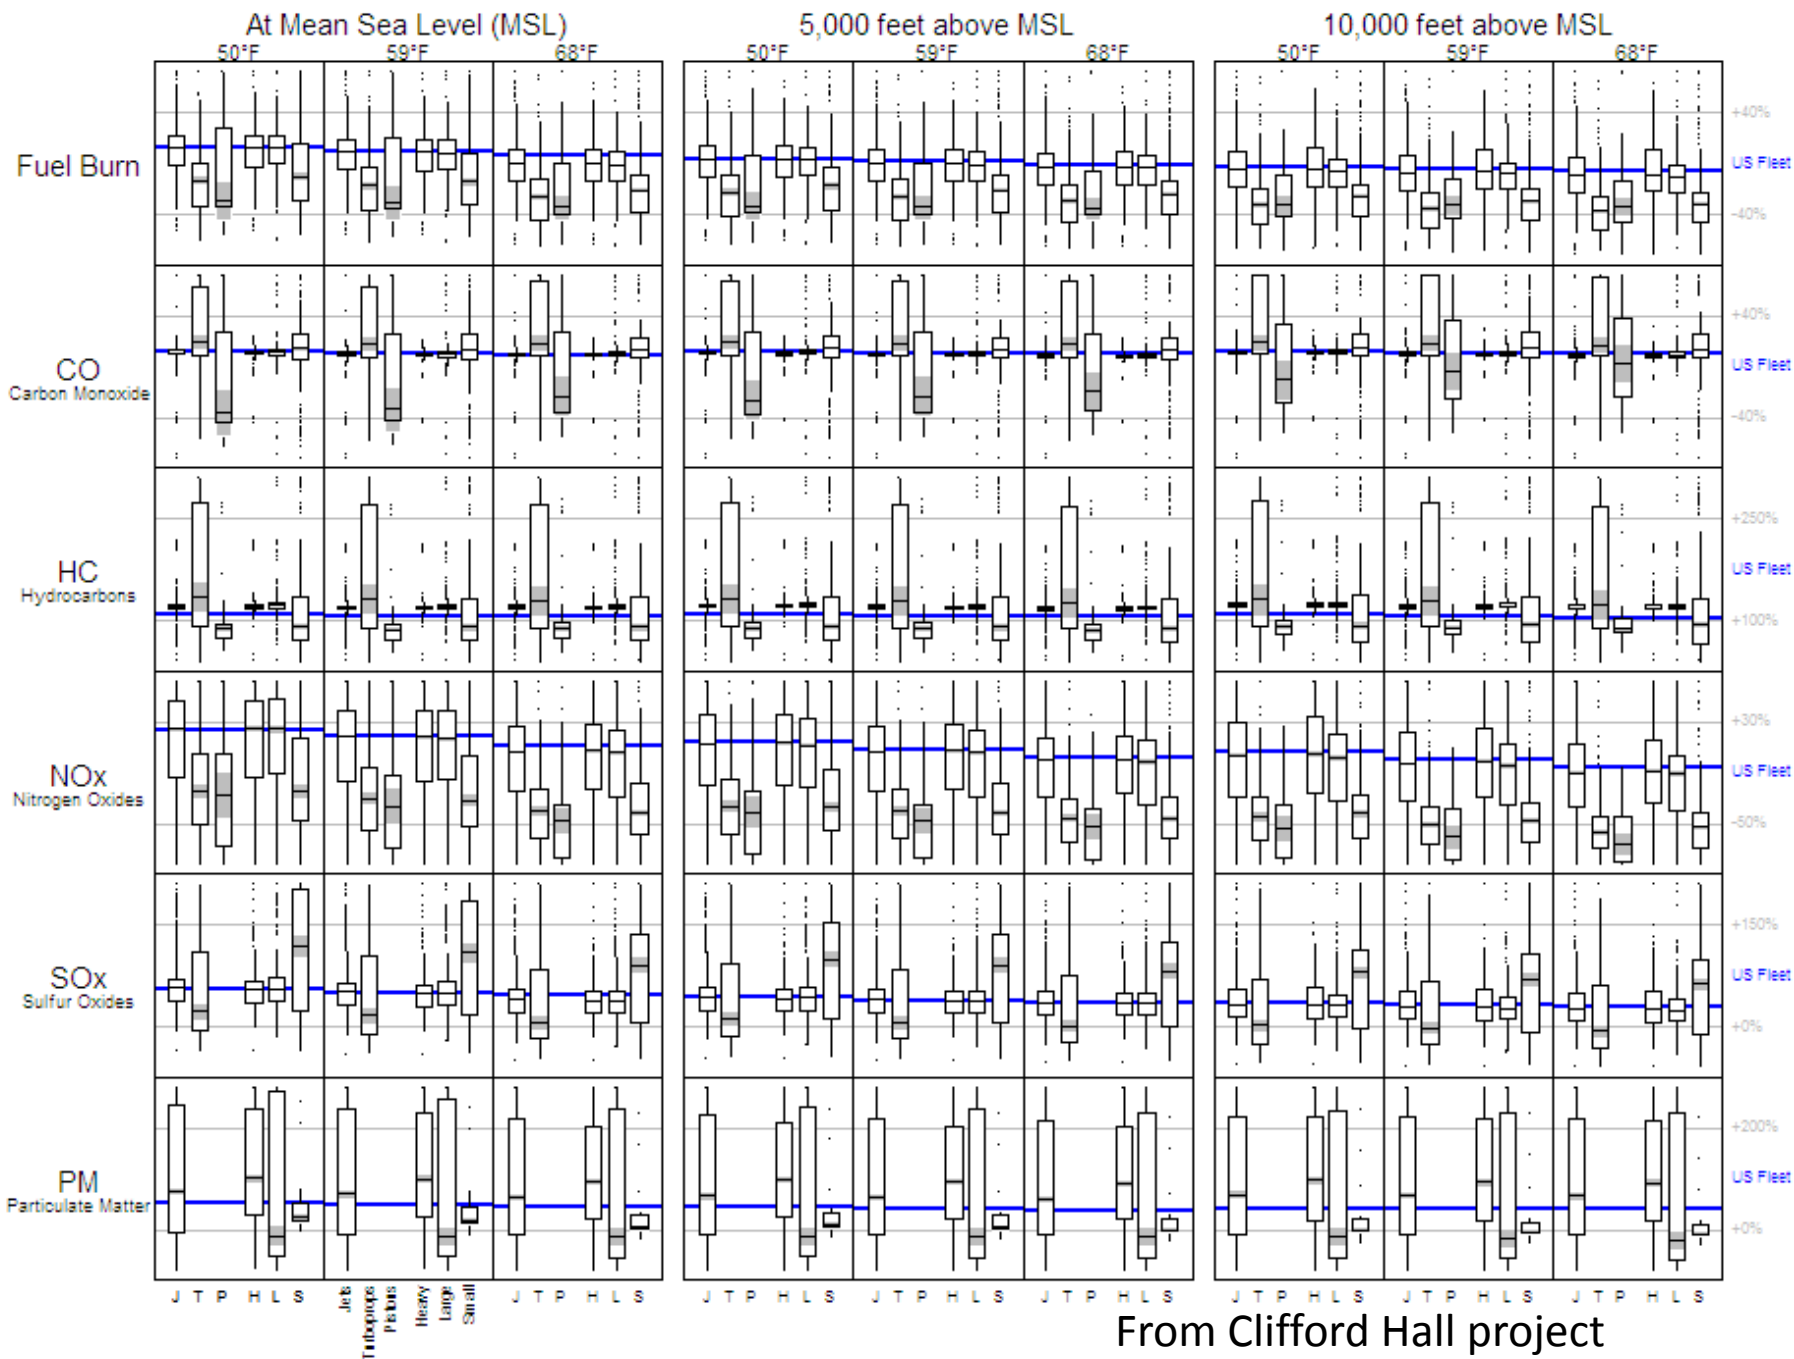 At Mean Sea Level (MSL) 5,000 feet above MSL 10,000 feet above MSL
50°F 59°F 68°F 50°F 59°F 68°F 50°F 59°F 68°F
+40%
Fuel Burn US Fleet
-40%
+40%
CO US Fleet
Carbon Monoxide
-40%
+250%
HC US Fleet
Hydrocarbons
+100%
+30%
NOx US Fleet
Nitrogen Oxides
-50%
+150%
SOx US Fleet
Sulfur Oxides
+0%
+200%
PM US Fleet
Particulate Matter
+0%
J T P H L S Jets Turboprops Pistons Heavy Large Small J T P H L S J T P H L S J T P H L S J T P H L S J T P H L S J T P H L S J T P H L S
From Clifford Hall project